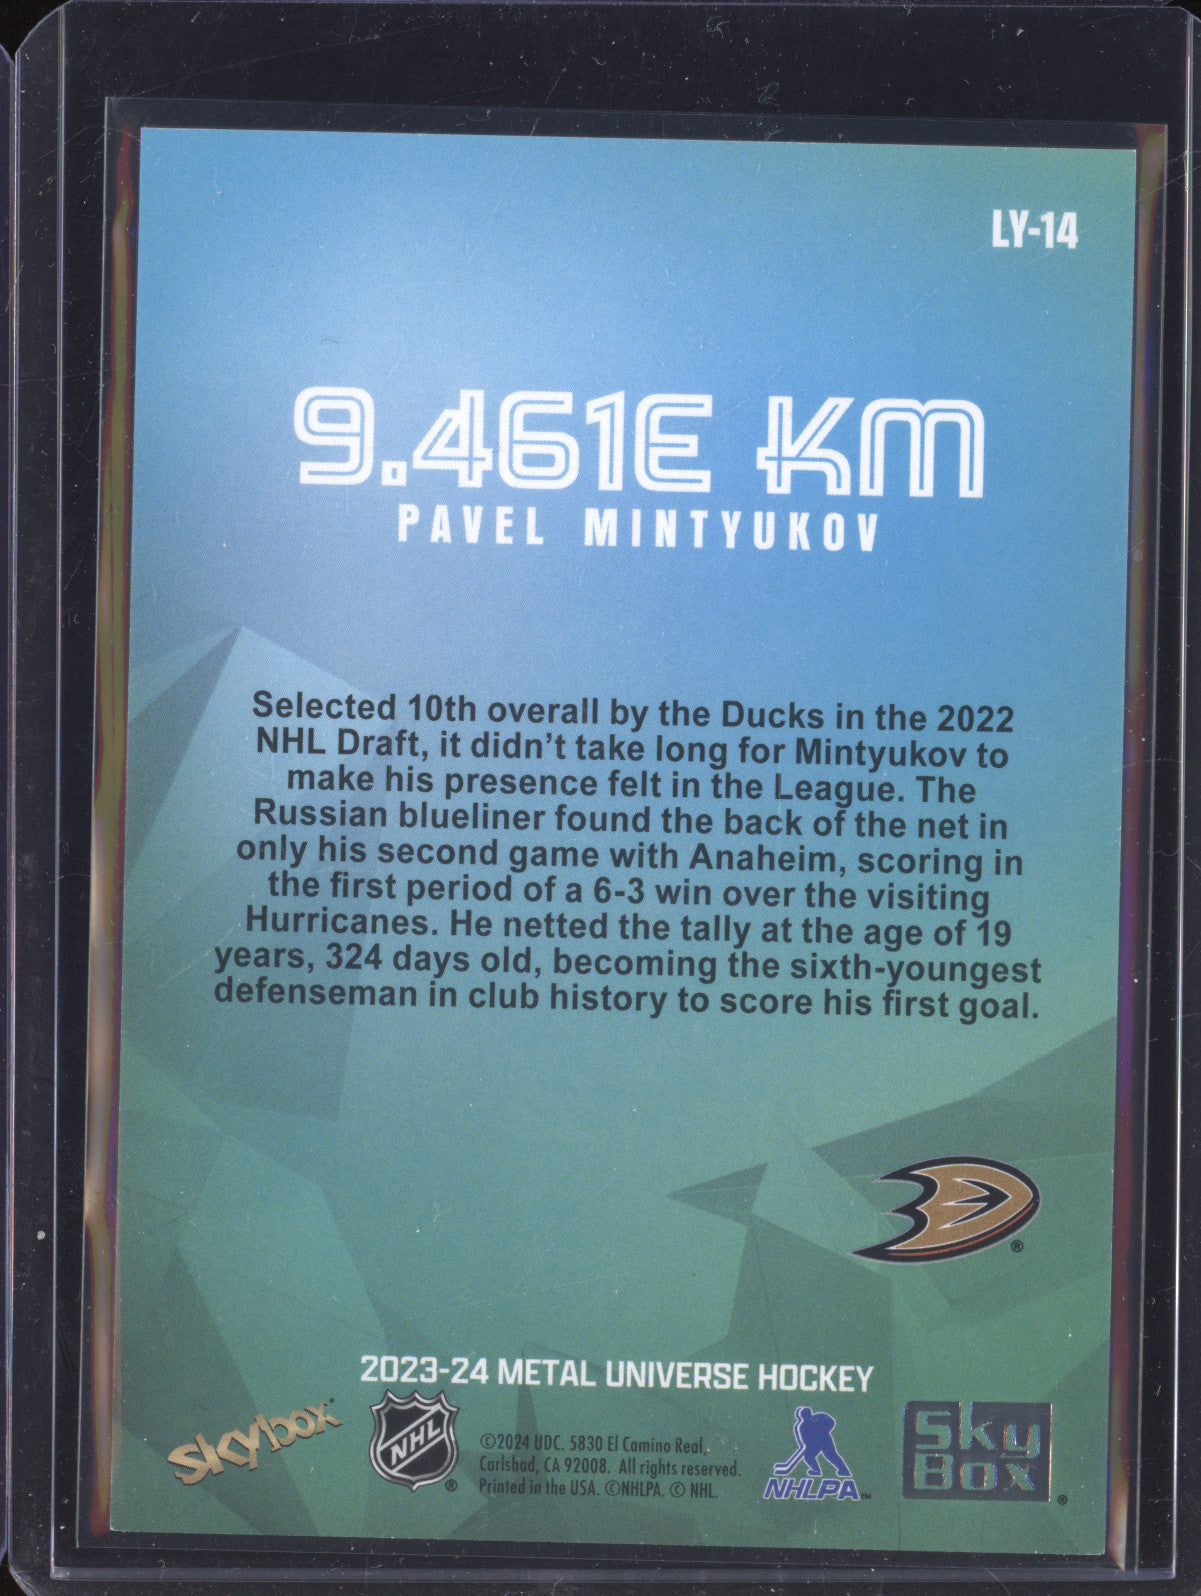 LY-14
9.461E KM
PAVEL MINTYUKOV
Selected 10th overall by the Ducks in the 2022
NHL Draft, it didn't take long for Mintyukov to
make his presence felt in the League. The
Russian blueliner found the back of the net in
only his second game with Anaheim, scoring in
the first period of a 6-3 win over the visiting
Hurricanes. He netted the tally at the age of 19
years, 324 days old, becoming the sixth-youngest
defenseman in club history to score his first goal.
®
2023-24 METAL UNIVERSE HOCKEY
skybox
NHL ®
©2024 UDC. 5830 El Camino Real,
Carlsbad, CA 92008. All rights reserved.
Printed in the USA. ©NHLPA. © NHL.
NHLPA™
SkyBox ®